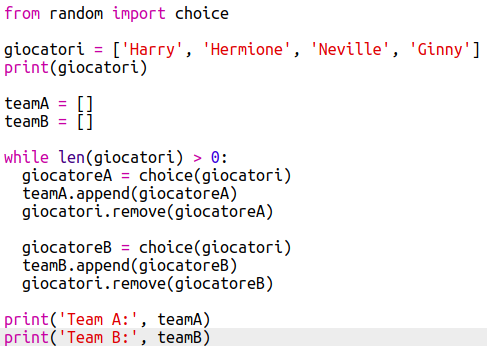 from random import choice
giocatori = ['Harry', 'Hermione', 'Neville', 'Ginny']
print(giocatori)
teamA = []
teamB = []
while len(giocatori) > 0:
  giocatoreA = choice(giocatori)
  teamA.append(giocatoreA)
  giocatori.remove(giocatoreA)
  giocatoreB = choice(giocatori)
  teamB.append(giocatoreB)
  giocatori.remove(giocatoreB)
print('Team A:', teamA)
print('Team B:', teamB)